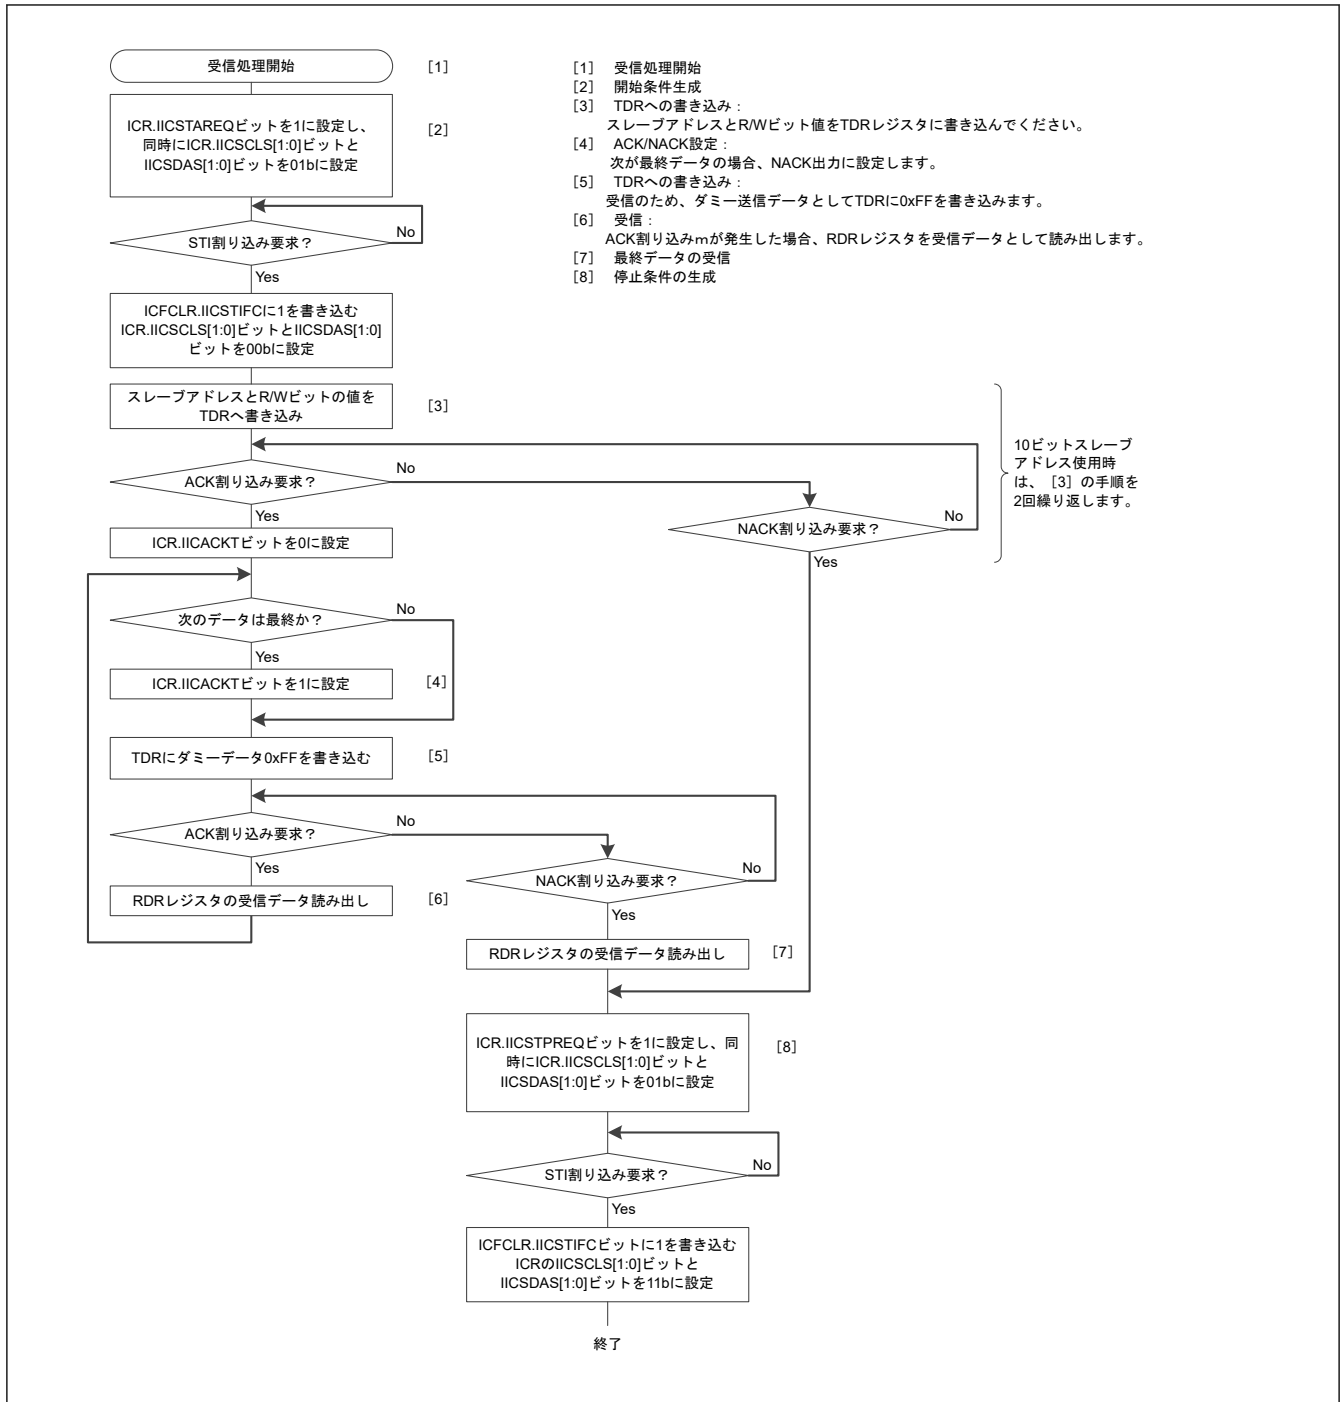 受信処理開始
[1]
ICR.IICSTAREQビットを1に設定し、
同時にICR.IICSCLS[1:0]ビットと
IICSDAS[1:0]ビットを01bに設定
[2]
STI割り込み要求？
No
Yes
ICFCLR.IICSTIFCに1を書き込む
ICR.IICSCLS[1:0]ビットとIICSDAS[1:0]
ビットを00bに設定
スレーブアドレスとR/Wビットの値を
TDRへ書き込み
[3]
ACK割り込み要求？
No
Yes
NACK割り込み要求？
No
Yes
ICR.IICACKTビットを0に設定
次のデータは最終か？
No
Yes
ICR.IICACKTビットを1に設定
[4]
TDRにダミーデータ0xFFを書き込む
[5]
ACK割り込み要求？
No
Yes
NACK割り込み要求？
No
Yes
RDRレジスタの受信データ読み出し
[6]
RDRレジスタの受信データ読み出し
[7]
ICR.IICSTPREQビットを1に設定し、同
時にICR.IICSCLS[1:0]ビットと
IICSDAS[1:0]ビットを01bに設定
[8]
STI割り込み要求？
No
Yes
ICFCLR.IICSTIFCビットに1を書き込む
ICRのIICSCLS[1:0]ビットと
IICSDAS[1:0]ビットを11bに設定
終了
[1] 受信処理開始
[2] 開始条件生成
[3] TDRへの書き込み：
スレーブアドレスとR/Wビット値をTDRレジスタに書き込んでください。
[4] ACK/NACK設定：
次が最終データの場合、NACK出力に設定します。
[5] TDRへの書き込み：
受信のため、ダミー送信データとしてTDRに0xFFを書き込みます。
[6] 受信：
ACK割り込みmが発生した場合、RDRレジスタを受信データとして読み出します。
[7] 最終データの受信
[8] 停止条件の生成
10ビットスレーブ
アドレス使用時
は、［3］の手順を
2回繰り返します。